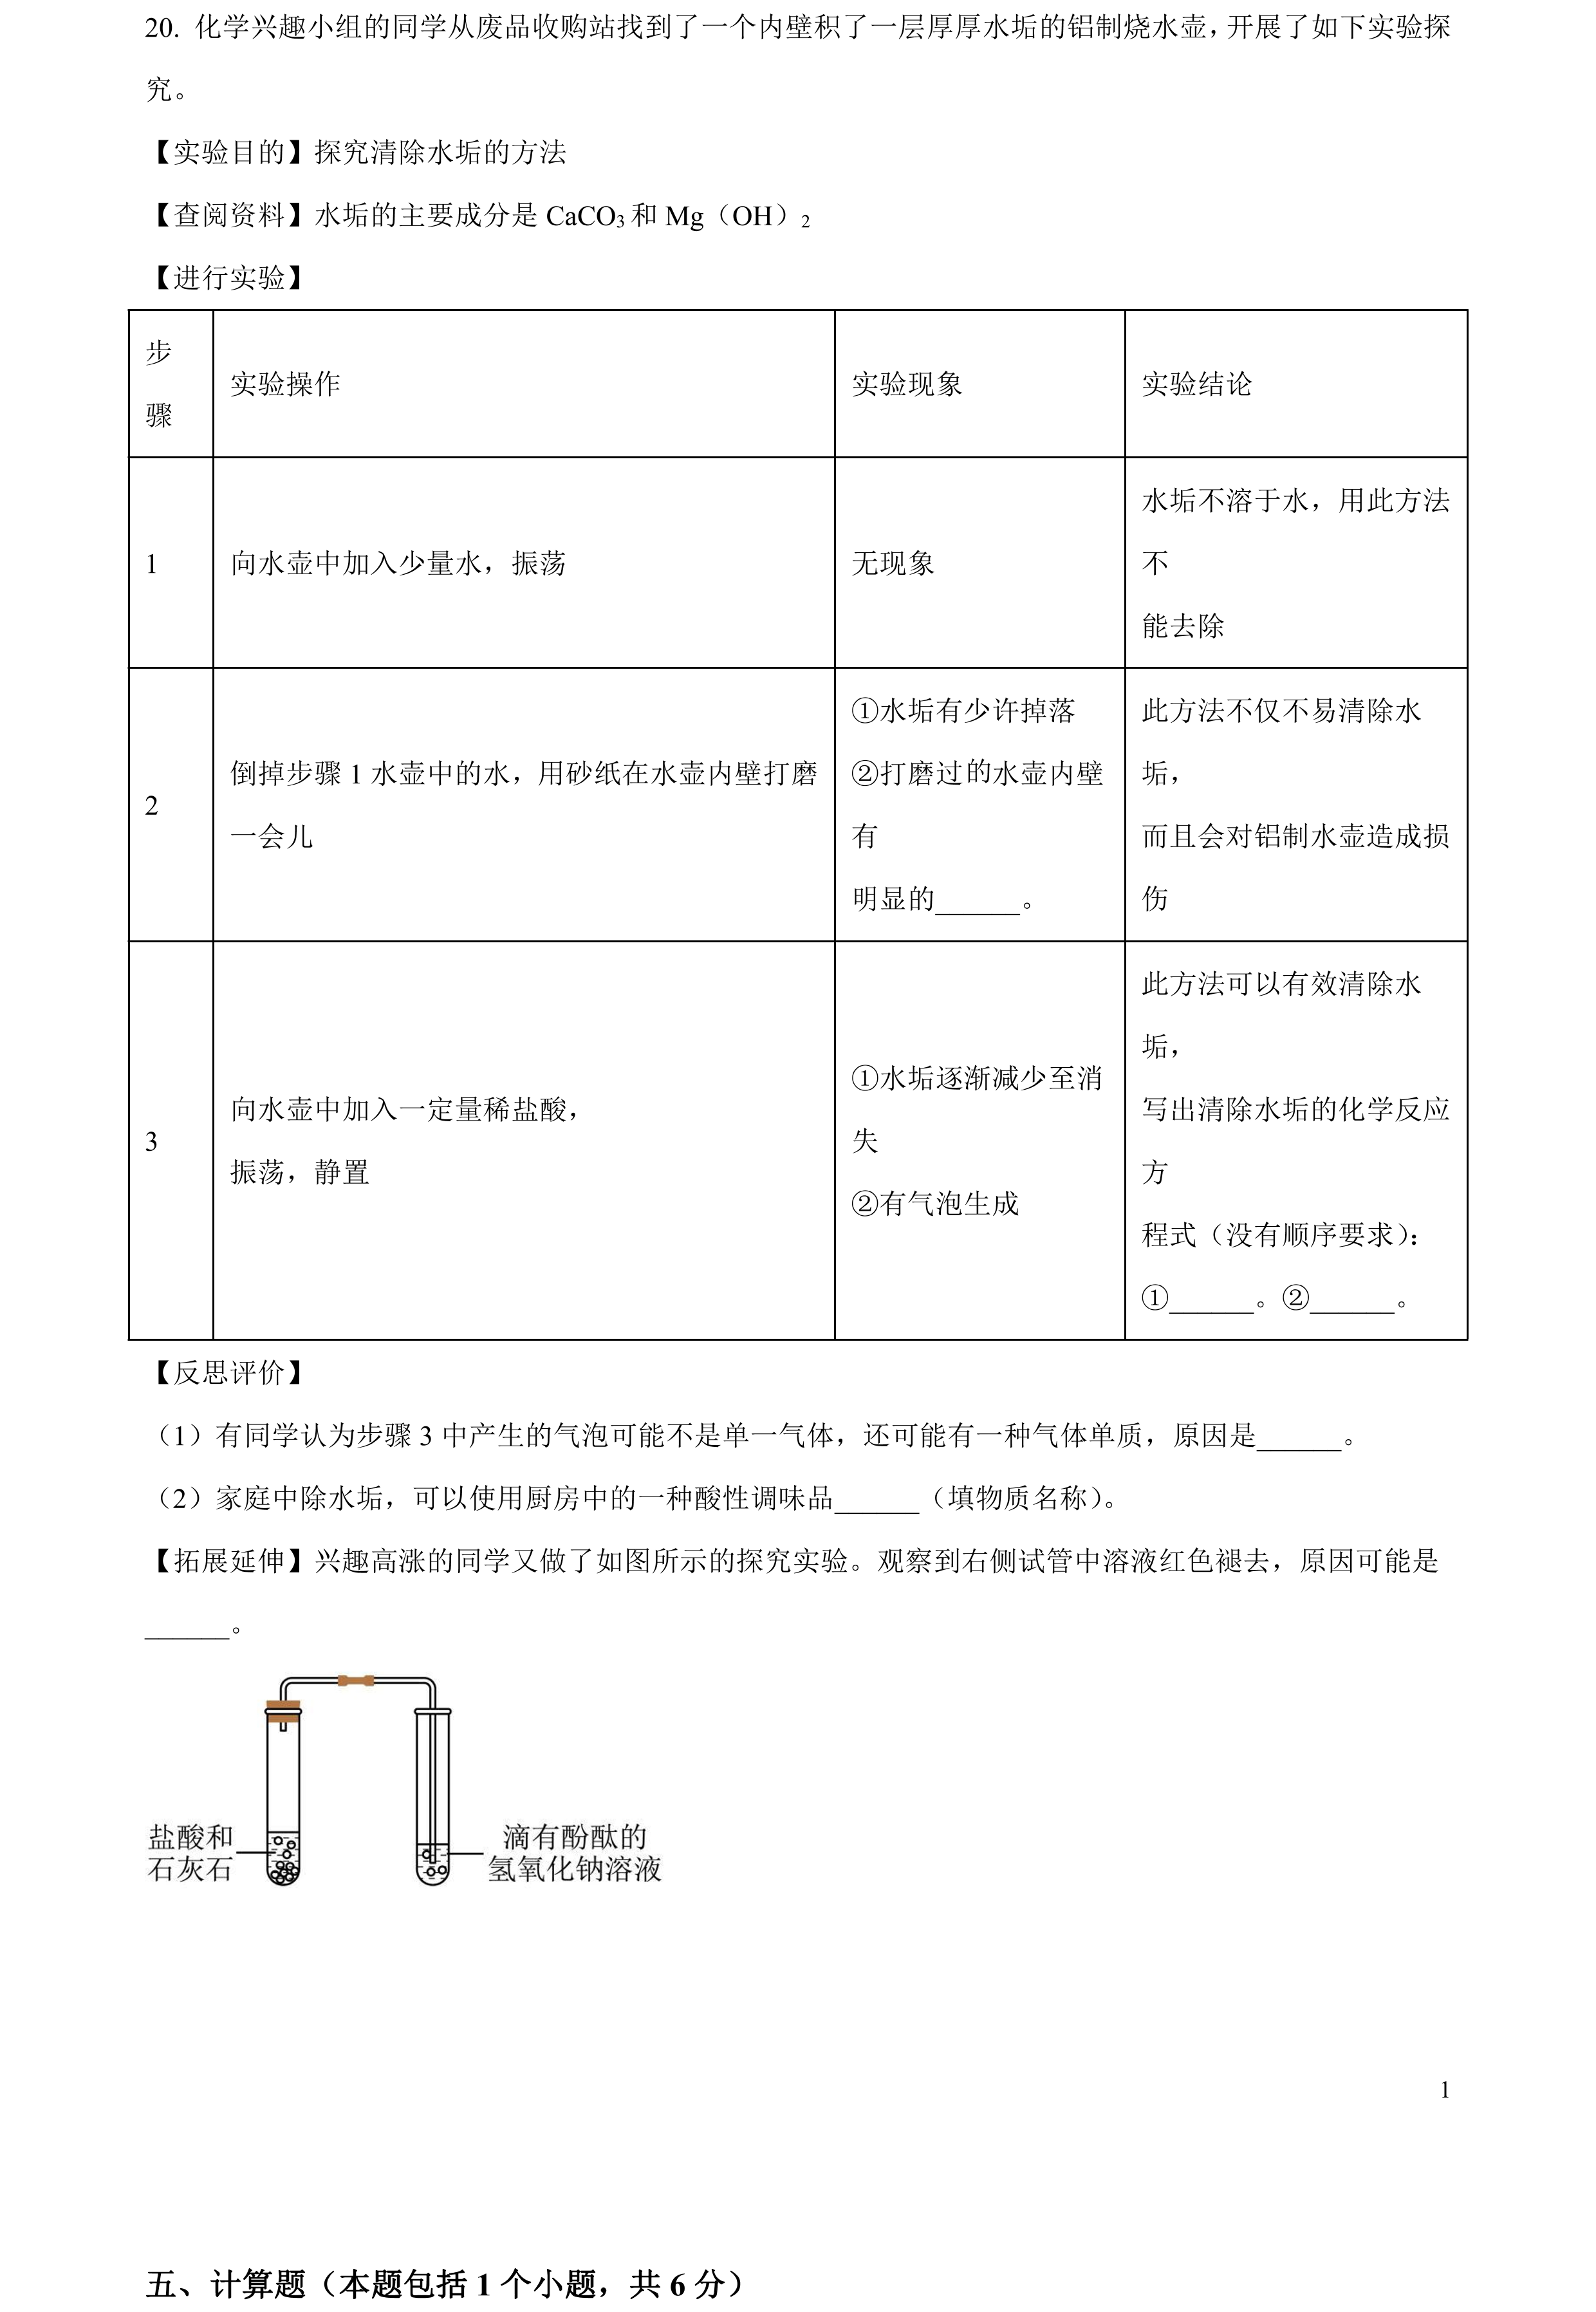 20. 化学兴趣小组的同学从废品收购站找到了一个内壁积了一层厚厚水垢的铝制烧水壶，开展了如下实验探
究。
【实验目的】探究清除水垢的方法
【查阅资料】水垢的主要成分是 CaCO₃和 Mg（OH）₂
【进行实验】
步
骤
实验操作
实验现象
实验结论
1
向水壶中加入少量水，振荡
无现象
水垢不溶于水，用此方法
不
能去除
2
倒掉步骤 1 水壶中的水，用砂纸在水壶内壁打磨
一会儿
①水垢有少许掉落
②打磨过的水壶内壁
有
明显的______。
此方法不仅不易清除水
垢，
而且会对铝制水壶造成损
伤
3
向水壶中加入一定量稀盐酸，
振荡，静置
①水垢逐渐减少至消
失
②有气泡生成
此方法可以有效清除水
垢，
写出清除水垢的化学反应
方
程式（没有顺序要求）：
①______。②______。
【反思评价】
（1）有同学认为步骤 3 中产生的气泡可能不是单一气体，还可能有一种气体单质，原因是______。
（2）家庭中除水垢，可以使用厨房中的一种酸性调味品______（填物质名称）。
【拓展延伸】兴趣高涨的同学又做了如图所示的探究实验。观察到右侧试管中溶液红色褪去，原因可能是
______。
盐酸和
石灰石
滴有酚酞的
氢氧化钠溶液
1
五、计算题（本题包括 1 个小题，共 6 分）